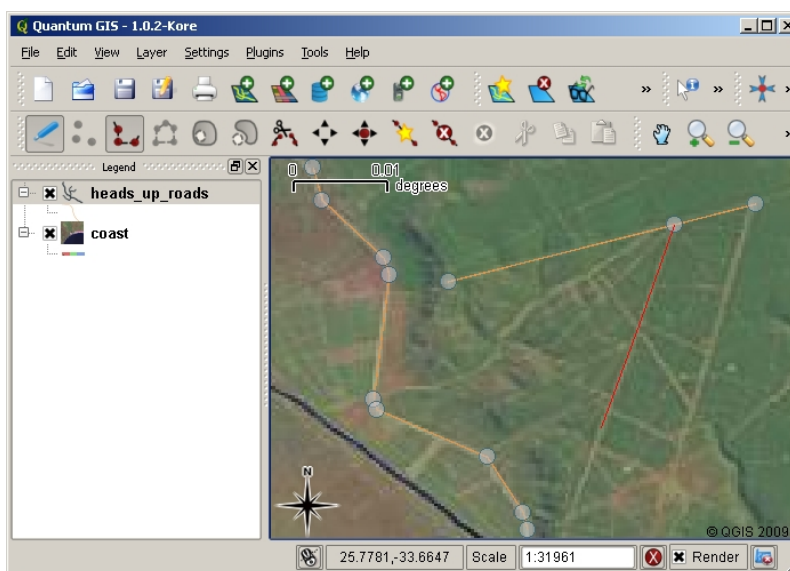 Quantum GIS - 1.0.2-Kore
File Edit View Layer Settings Plugins Tools Help
Legend
heads_up_roads
coast
0 0.01
degrees
N
© QGIS 2009
25.7781,-33.6647 Scale 1:31961 Render